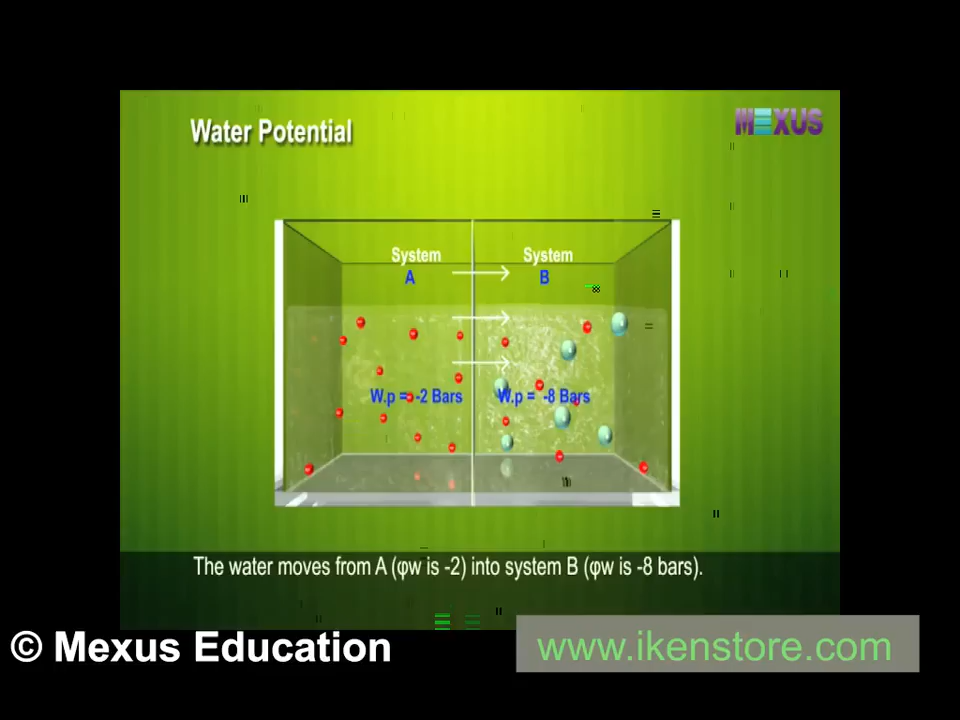 Water Potential
MEXUS
System
A
System
B
W.p = -2 Bars
W.p = -8 Bars
The water moves from A (φw is -2) into system B (φw is -8 bars).
© Mexus Education
www.ikenstore.com